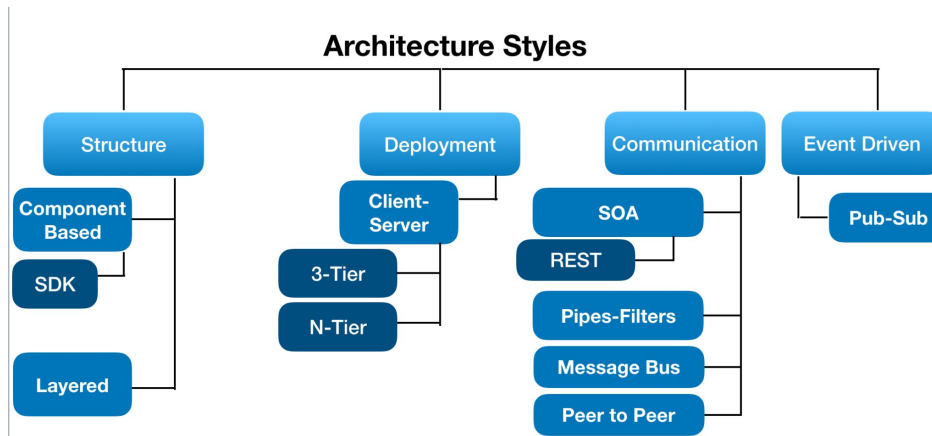 Architecture Styles
Structure
Deployment
Communication
Event Driven
Component
Based
SDK
Layered
Client-
Server
3-Tier
N-Tier
SOA
REST
Pipes-Filters
Message Bus
Peer to Peer
Pub-Sub